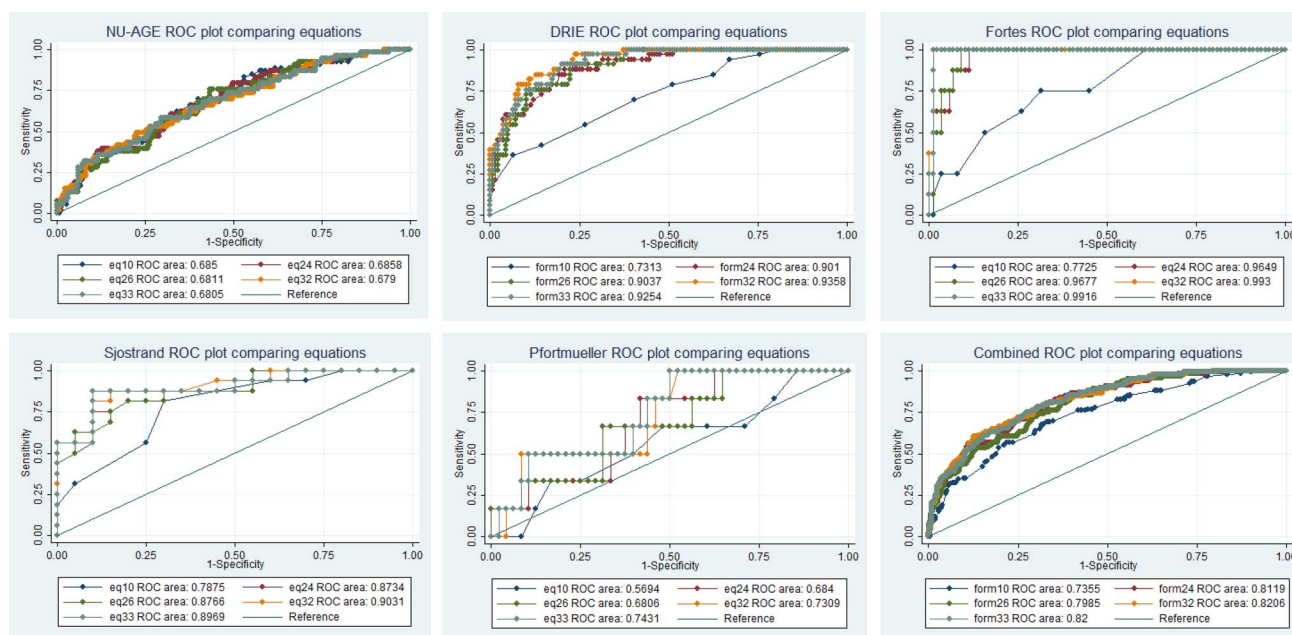 NU-AGE ROC plot comparing equations
Sensitivity
0.00 0.25 0.50 0.75 1.00
0.00 0.25 0.50 0.75 1.00
1-Specificity
eq10 ROC area: 0.685 eq24 ROC area: 0.6858
eq26 ROC area: 0.6811 eq32 ROC area: 0.679
eq33 ROC area: 0.6805 Reference
DRIE ROC plot comparing equations
Sensitivity
0.00 0.25 0.50 0.75 1.00
0.00 0.25 0.50 0.75 1.00
1-Specificity
form10 ROC area: 0.7313 form24 ROC area: 0.901
form26 ROC area: 0.9037 form32 ROC area: 0.9358
form33 ROC area: 0.9254 Reference
Fortes ROC plot comparing equations
Sensitivity
0.00 0.25 0.50 0.75 1.00
0.00 0.25 0.50 0.75 1.00
1-Specificity
eq10 ROC area: 0.7725 eq24 ROC area: 0.9649
eq26 ROC area: 0.9677 eq32 ROC area: 0.993
eq33 ROC area: 0.9916 Reference
Sjostrand ROC plot comparing equations
Sensitivity
0.00 0.25 0.50 0.75 1.00
0.00 0.25 0.50 0.75 1.00
1-Specificity
eq10 ROC area: 0.7875 eq24 ROC area: 0.8734
eq26 ROC area: 0.8766 eq32 ROC area: 0.9031
eq33 ROC area: 0.8969 Reference
Pfortmueller ROC plot comparing equations
Sensitivity
0.00 0.25 0.50 0.75 1.00
0.00 0.25 0.50 0.75 1.00
1-Specificity
eq10 ROC area: 0.5694 eq24 ROC area: 0.684
eq26 ROC area: 0.6806 eq32 ROC area: 0.7309
eq33 ROC area: 0.7431 Reference
Combined ROC plot comparing equations
Sensitivity
0.00 0.25 0.50 0.75 1.00
0.00 0.25 0.50 0.75 1.00
1-Specificity
form10 ROC area: 0.7355 form24 ROC area: 0.8119
form26 ROC area: 0.7985 form32 ROC area: 0.8206
form33 ROC area: 0.82 Reference